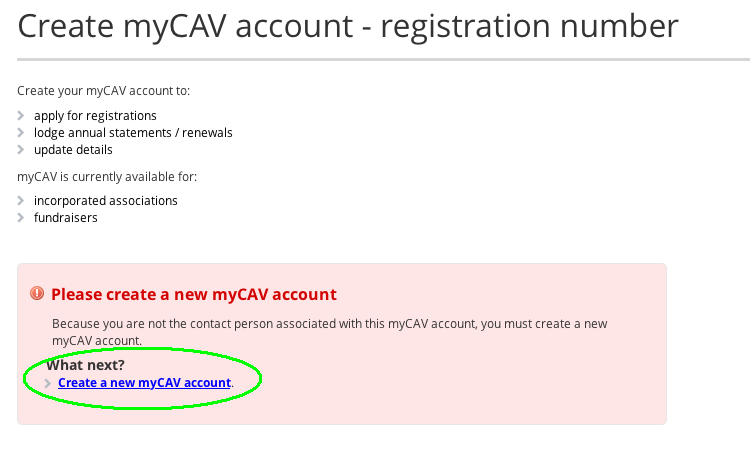 Create myCAV account - registration number
Create your myCAV account to:
apply for registrations
lodge annual statements / renewals
update details
myCAV is currently available for:
incorporated associations
fundraisers
Please create a new myCAV account
Because you are not the contact person associated with this myCAV account, you must create a new
myCAV account.
What next?
Create a new myCAV account.